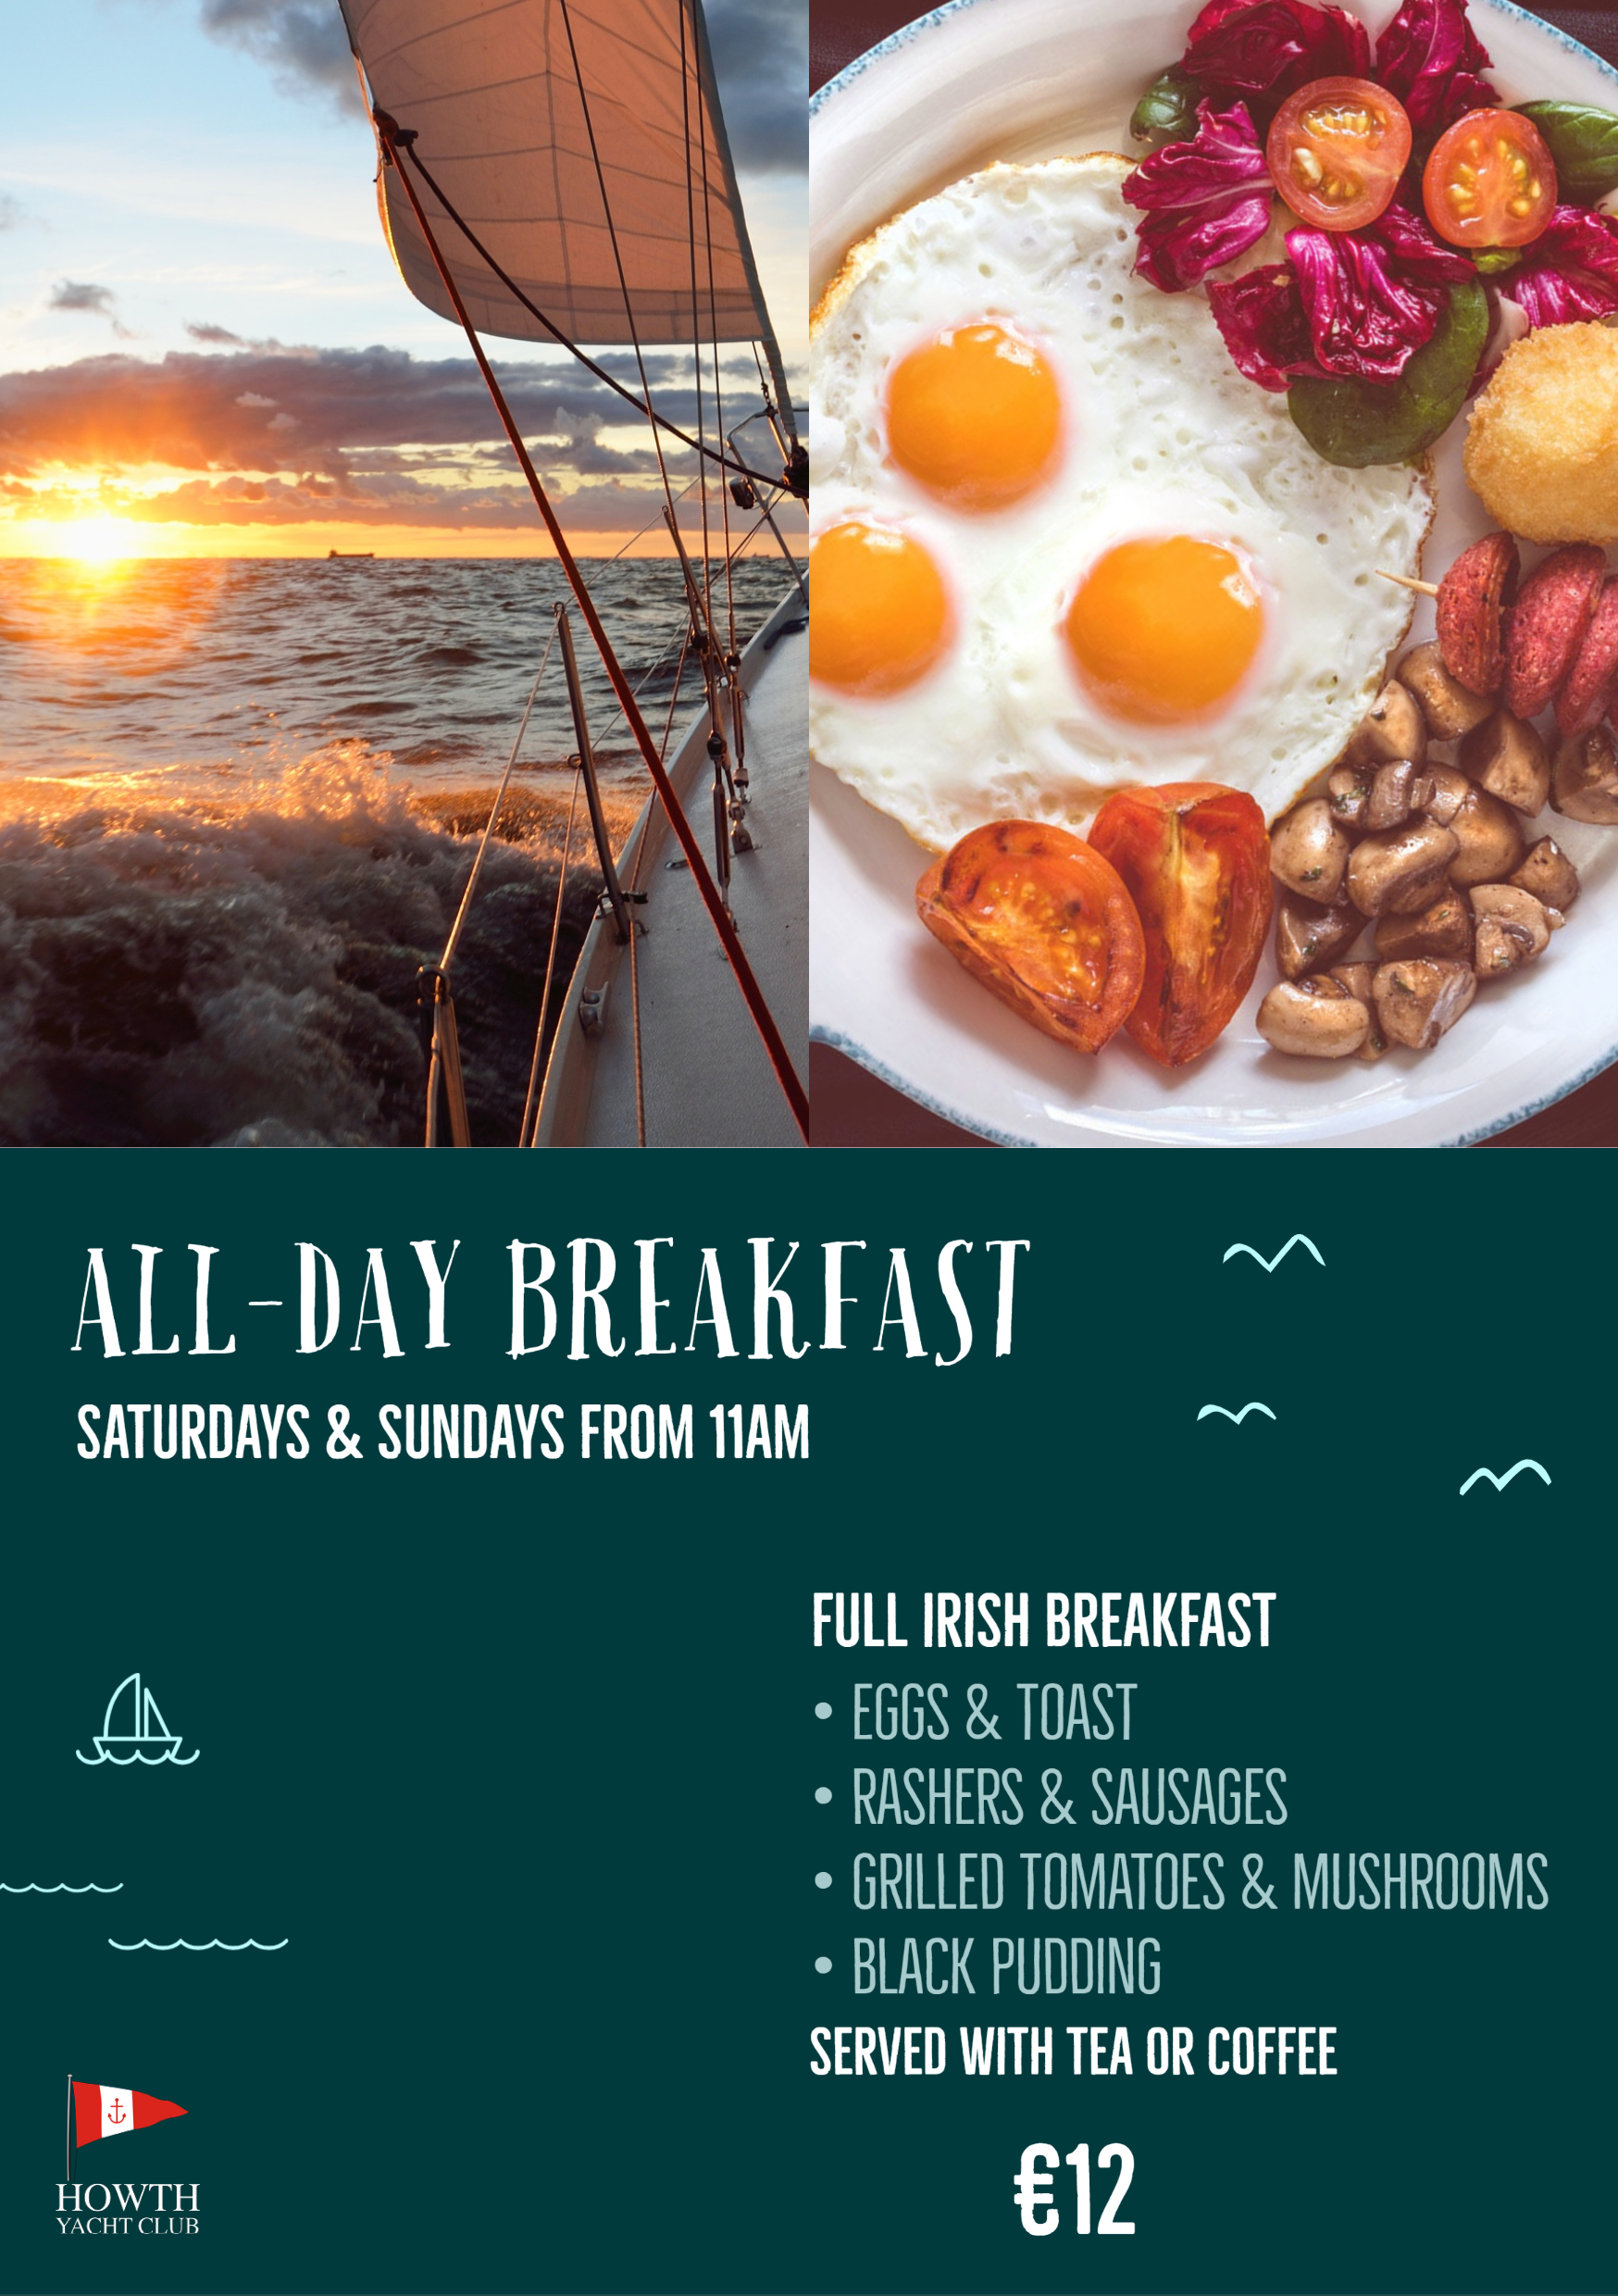 ALL-DAY BREAKFAST
SATURDAYS & SUNDAYS FROM 11AM
FULL IRISH BREAKFAST
• EGGS & TOAST
• RASHERS & SAUSAGES
• GRILLED TOMATOES & MUSHROOMS
• BLACK PUDDING
SERVED WITH TEA OR COFFEE
€12
HOWTH
YACHT CLUB